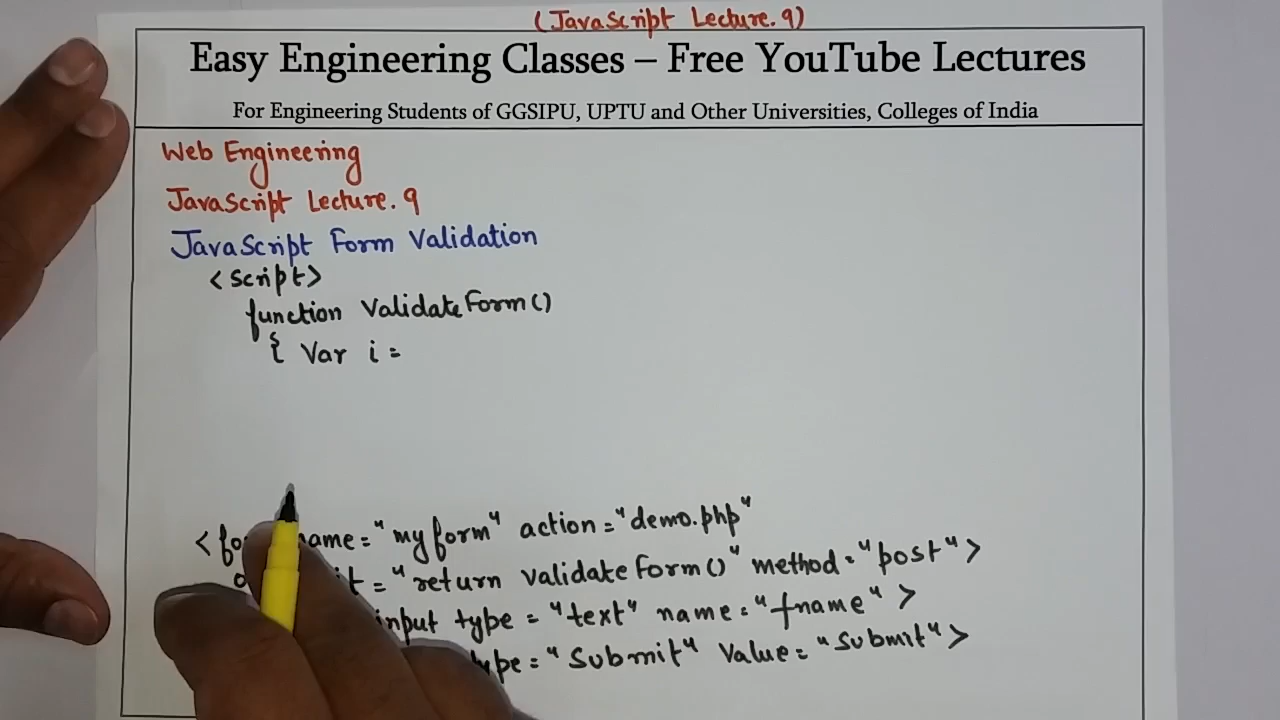 (JavaScript Lecture.9)
Easy Engineering Classes – Free YouTube Lectures
For Engineering Students of GGSIPU, UPTU and Other Universities, Colleges of India
Web Engineering
JavaScript Lecture.9
JavaScript Form Validation
<script>
function ValidateForm()
{ Var i =
name="myform" action="demo.php"
="return ValidateForm()" method="post">
input type="text" name="fname">
="Submit" Value="Submit">